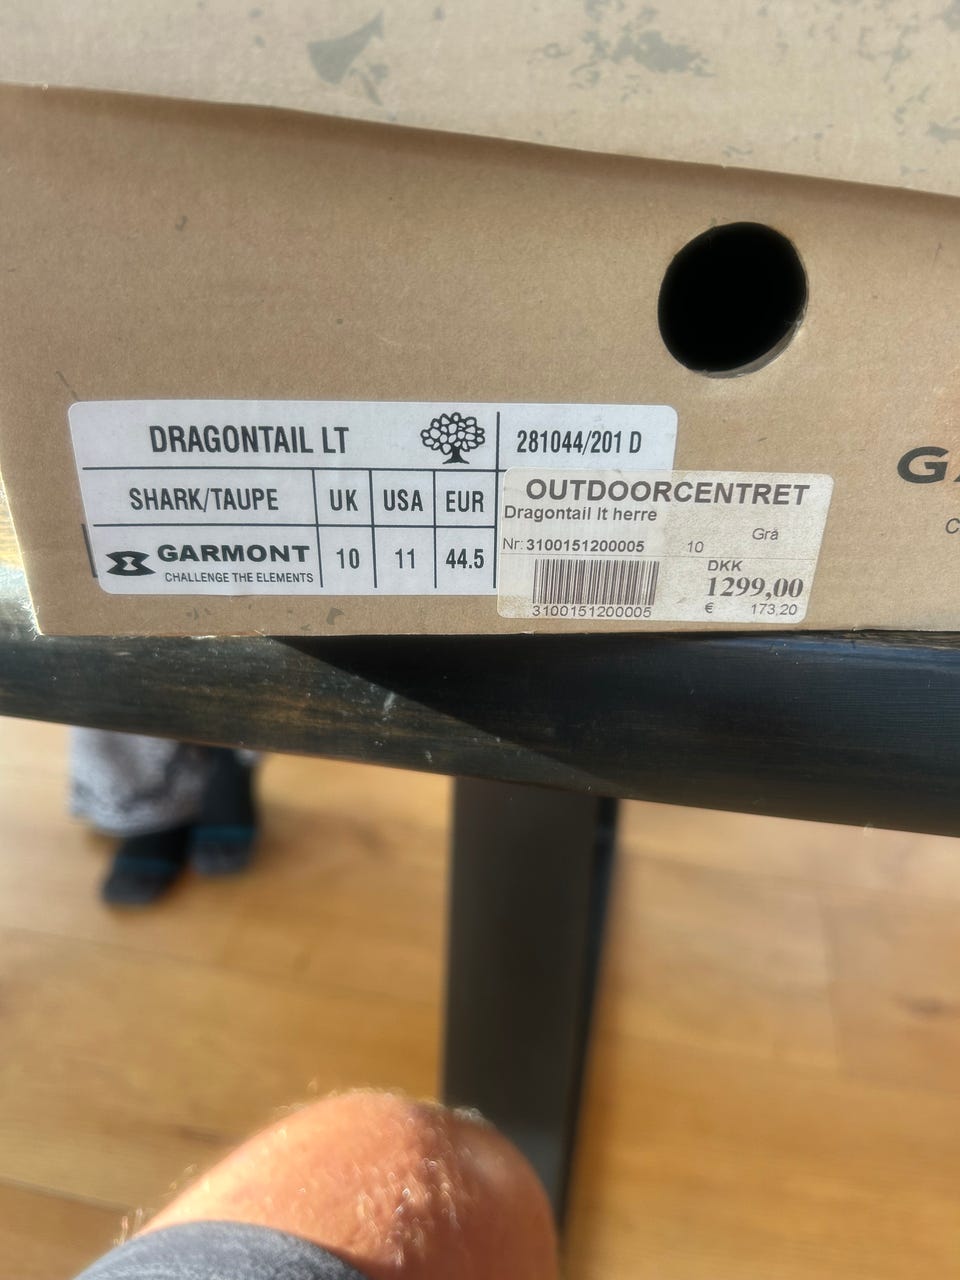 DRAGONTAIL LT
281044/201 D
SHARK/TAUPE UK USA EUR
GARMONT 10 11 44.5
CHALLENGE THE ELEMENTS
OUTDOORCENTRET
Dragontail lt herre
Nr: 3100151200005 10 Grå
DKK
1299,00
3100151200005 € 173,20